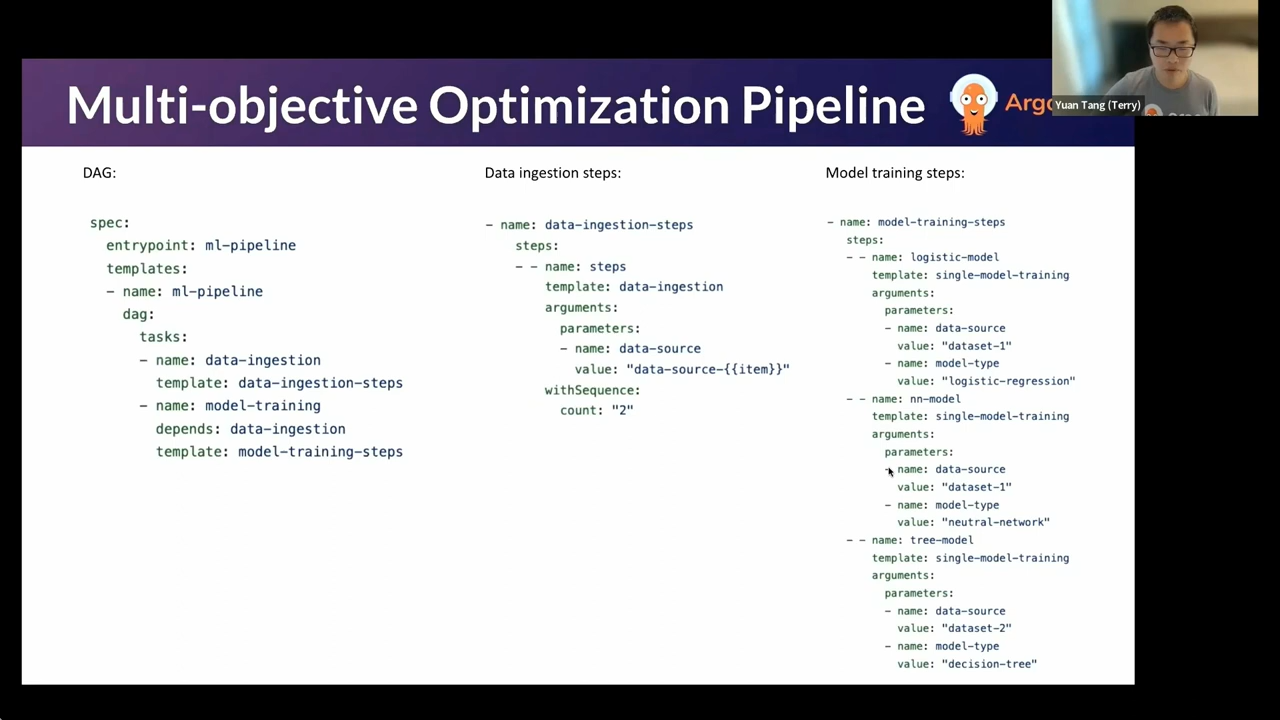 Multi-objective Optimization Pipeline
Yuan Tang (Terry)
DAG:
spec:
entrypoint: ml-pipeline
templates:
- name: ml-pipeline
dag:
tasks:
- name: data-ingestion
template: data-ingestion-steps
- name: model-training
depends: data-ingestion
template: model-training-steps
Data ingestion steps:
- name: data-ingestion-steps
steps:
- - name: steps
template: data-ingestion
arguments:
parameters:
- name: data-source
value: "data-source-{{item}}"
withSequence:
count: "2"
Model training steps:
- name: model-training-steps
steps:
- - name: logistic-model
template: single-model-training
arguments:
parameters:
- name: data-source
value: "dataset-1"
- name: model-type
value: "logistic-regression"
- - name: nn-model
template: single-model-training
arguments:
parameters:
- name: data-source
value: "dataset-1"
- name: model-type
value: "neutral-network"
- - name: tree-model
template: single-model-training
arguments:
parameters:
- name: data-source
value: "dataset-2"
- name: model-type
value: "decision-tree"